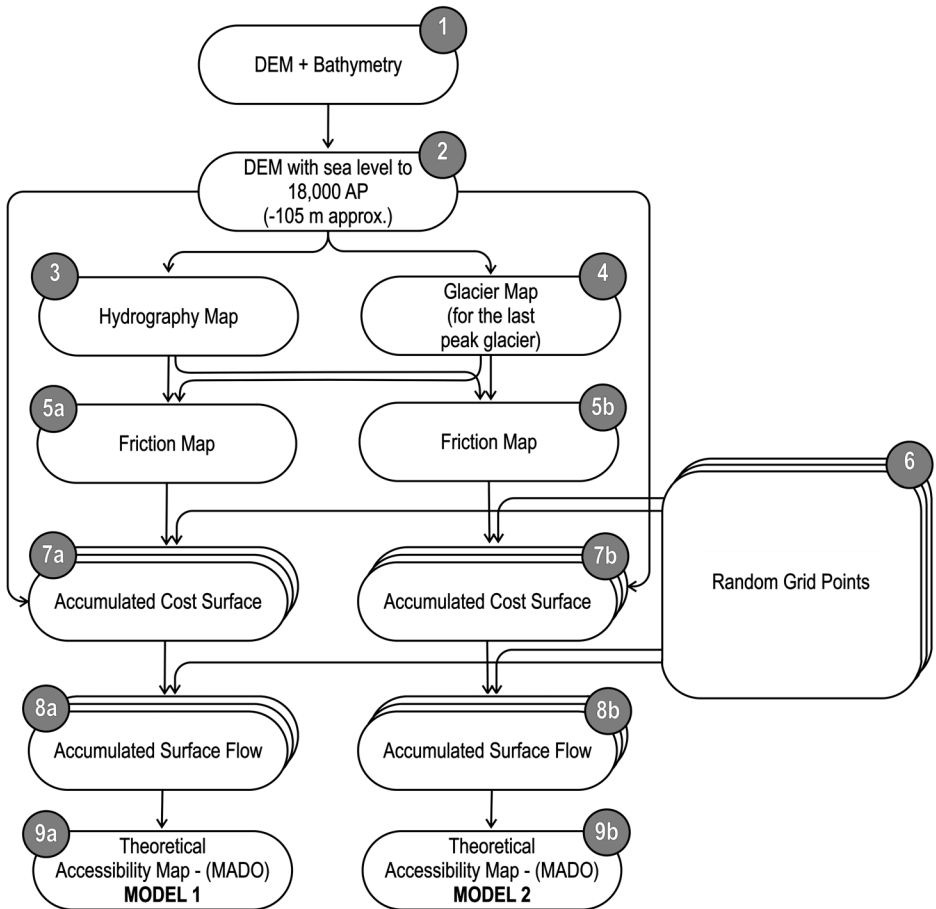 1
DEM + Bathymetry
2
DEM with sea level to
18,000 AP
(-105 m approx.)
3
Hydrography Map
4
Glacier Map
(for the last
peak glacier)
5a
Friction Map
5b
Friction Map
6
Random Grid Points
7a
Accumulated Cost Surface
7b
Accumulated Cost Surface
8a
Accumulated Surface Flow
8b
Accumulated Surface Flow
9a
Theoretical
Accessibility Map - (MADO)
MODEL 1
9b
Theoretical
Accessibility Map - (MADO)
MODEL 2